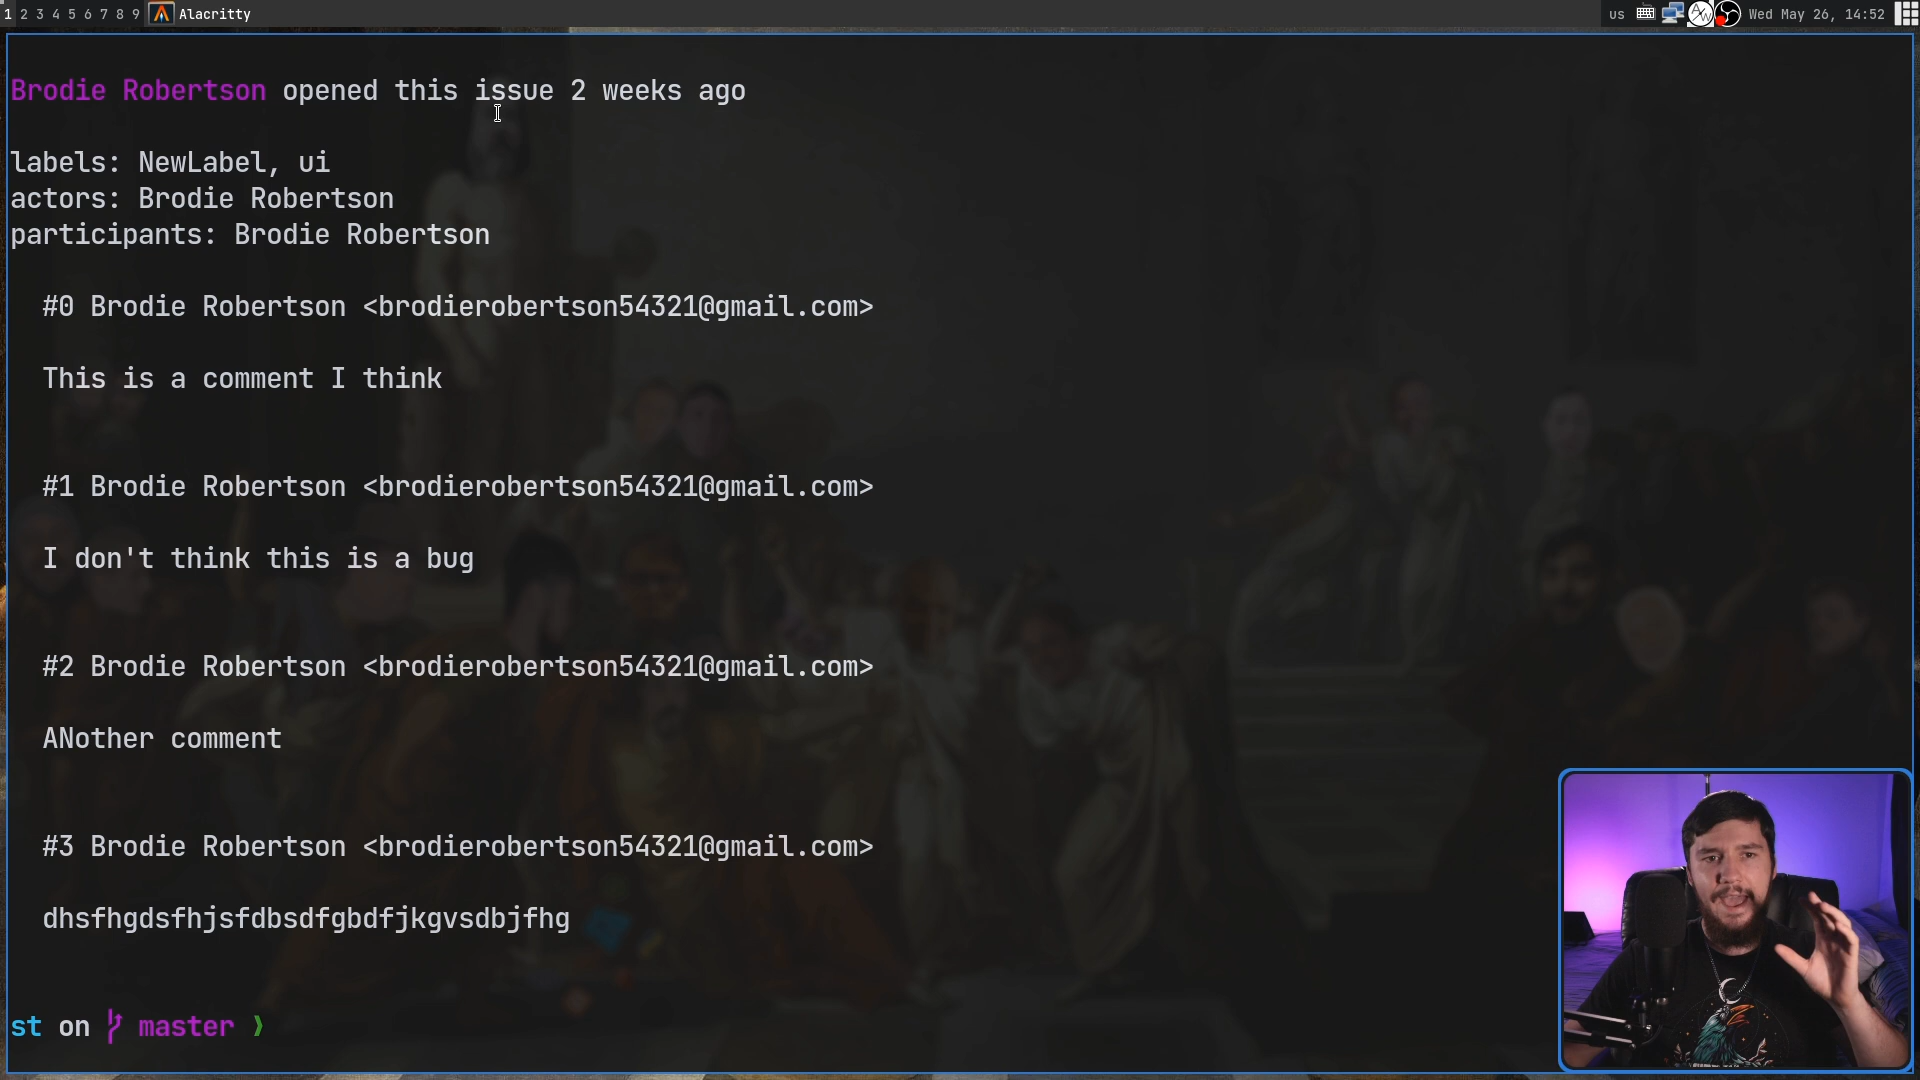 1 2 3 4 5 6 7 8 9 Alacritty us Wed May 26, 14:52
Brodie Robertson opened this issue 2 weeks ago
labels: NewLabel, ui
actors: Brodie Robertson
participants: Brodie Robertson
#0 Brodie Robertson <brodierobertson54321@gmail.com>
This is a comment I think
#1 Brodie Robertson <brodierobertson54321@gmail.com>
I don't think this is a bug
#2 Brodie Robertson <brodierobertson54321@gmail.com>
ANother comment
#3 Brodie Robertson <brodierobertson54321@gmail.com>
dhsfhgdsfhjsfdbsdfgbdfjkgvsdbjfhg
st on master ❯